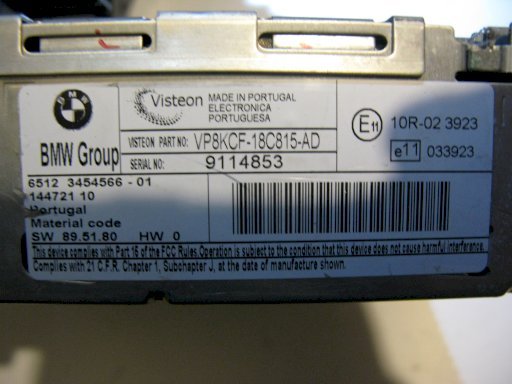 BMW
Visteon
MADE IN PORTUGAL
ELECTRONICA
PORTUGUESA
E11
10R-02 3923
VISTEON PART NO: VP8KCF-18C815-AD
e11 033923
BMW Group
SERIAL NO: 9114853
6512 3454566 - 01
144721 10
Portugal
Material code
SW 89.51.80 HW 0
This device complies with Part 15 of the FCC Rules. Operation is subject to the condition that this device does not cause harmful interference.
Complies with 21 C.F.R. Chapter 1, Subchapter J, at the date of manufacture shown.